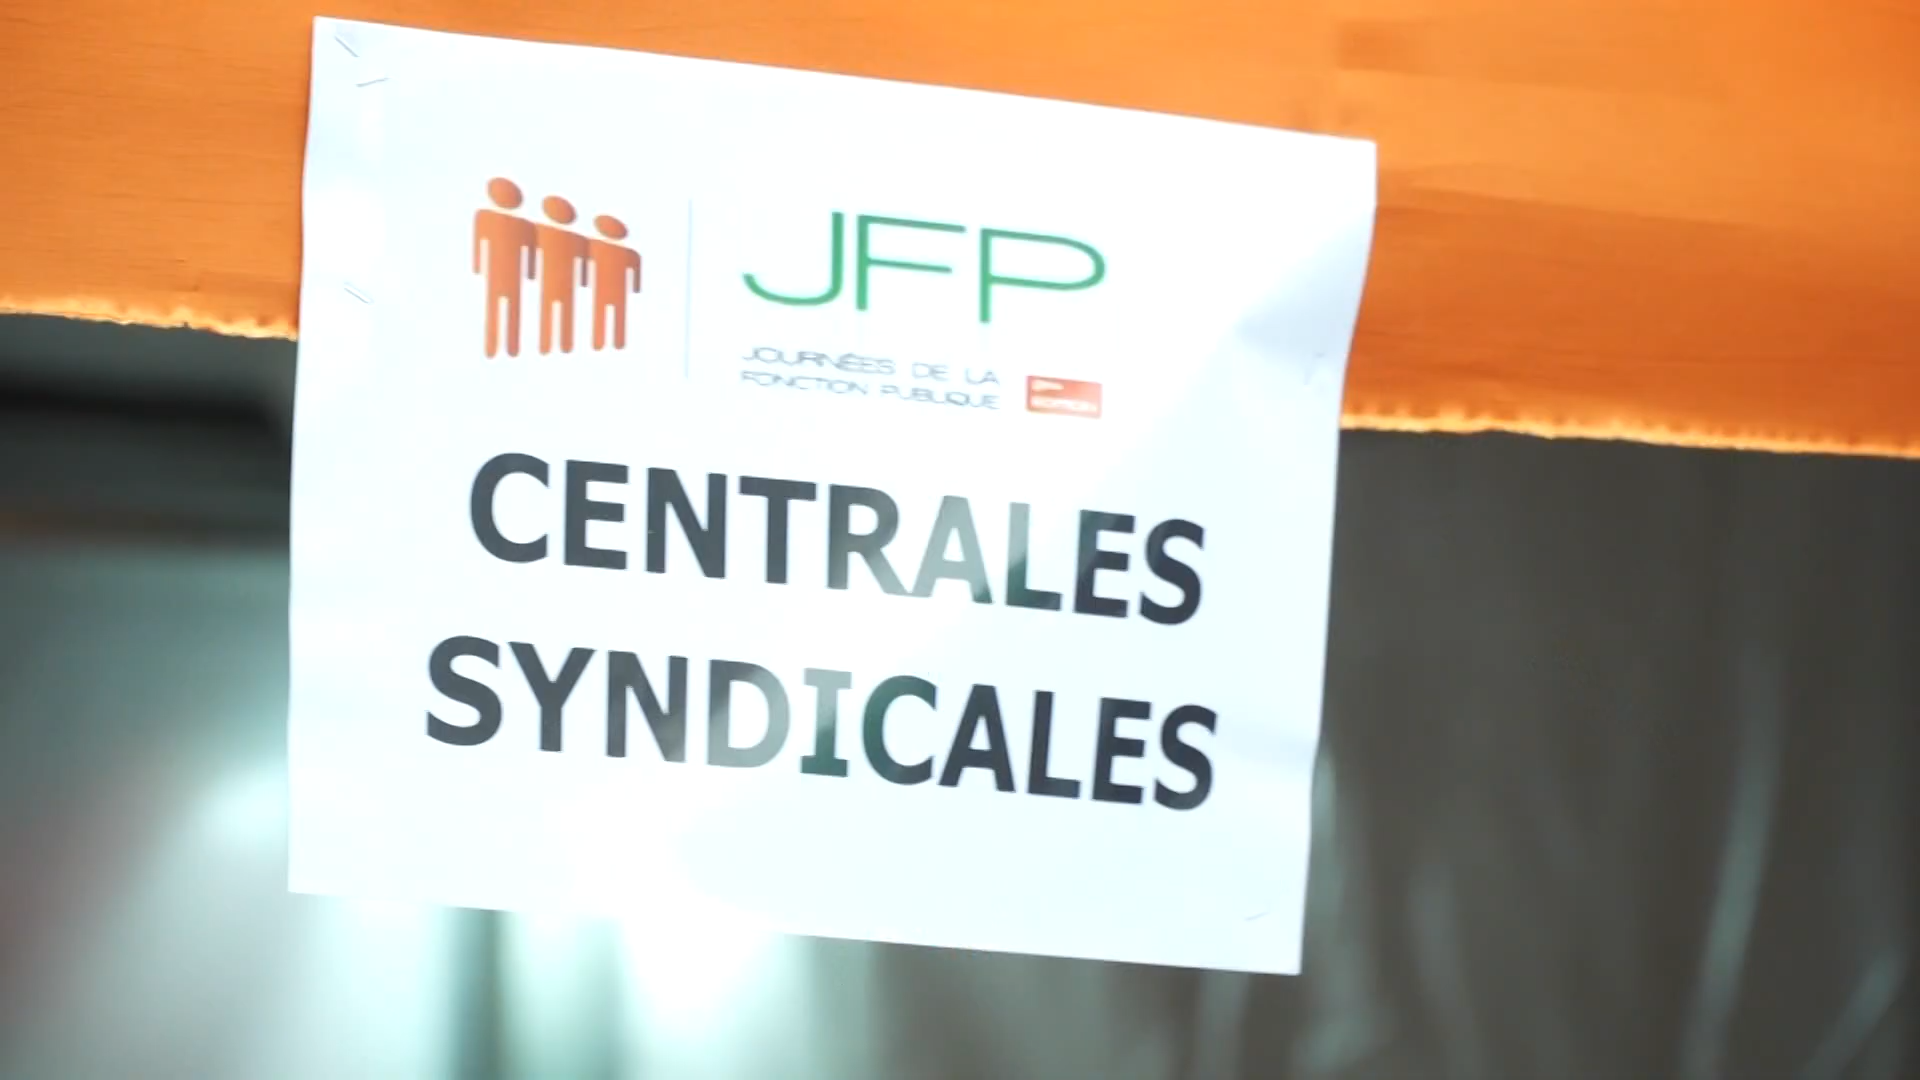 JFP
JOURNÉES DE LA
FONCTION PUBLIQUE
CENTRALES
SYNDICALES